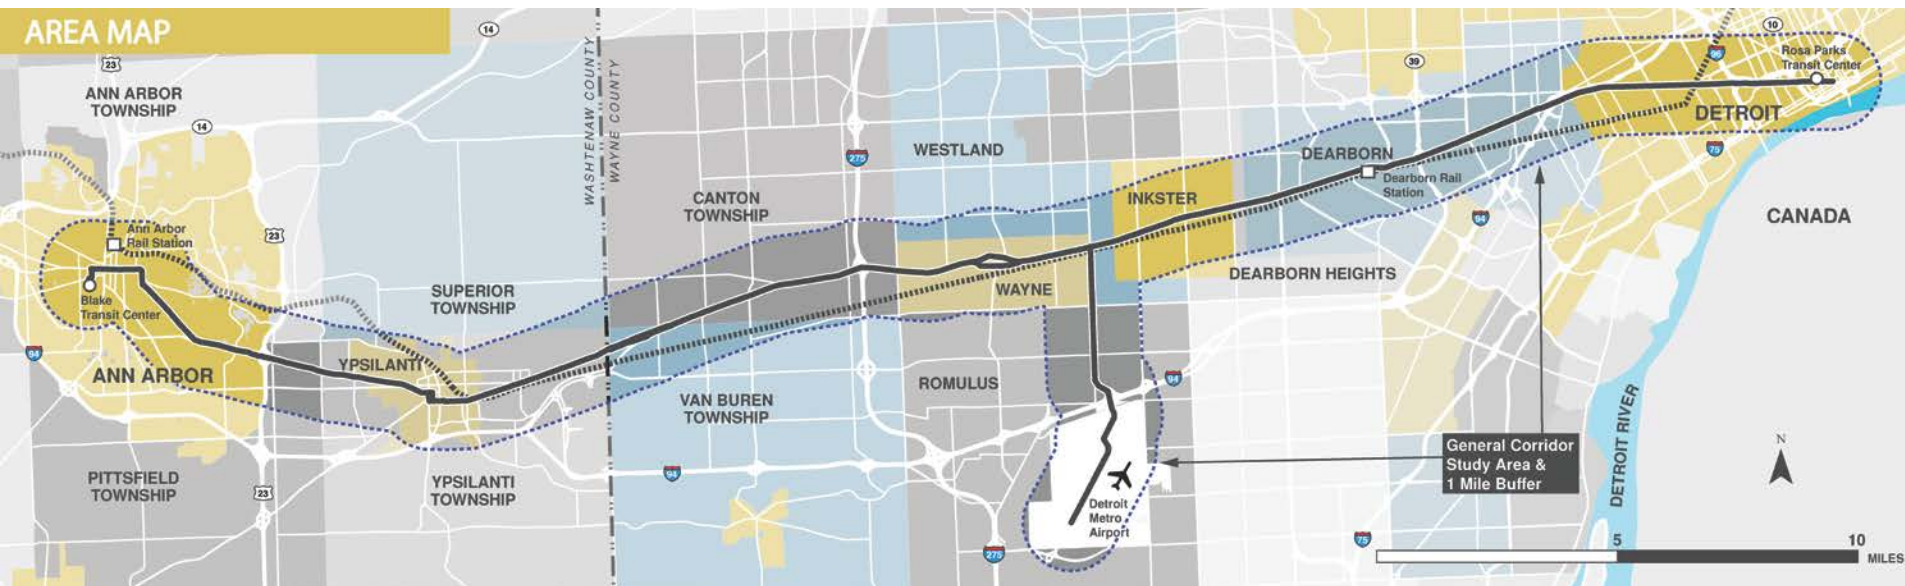 AREA MAP
14
23
WASHTENAW COUNTY
WAYNE COUNTY
10
96
39
Rosa Parks
Transit Center
ANN ARBOR
TOWNSHIP
14
DETROIT
275
WESTLAND
DEARBORN
75
Dearborn Rail
Station
CANTON
TOWNSHIP
INKSTER
94
CANADA
Ann Arbor
Rail Station
23
DEARBORN HEIGHTS
SUPERIOR
TOWNSHIP
WAYNE
Blake
Transit Center
94
YPSILANTI
ANN ARBOR
ROMULUS
94
VAN BUREN
TOWNSHIP
DETROIT RIVER
General Corridor
Study Area &
1 Mile Buffer
N
PITTSFIELD
TOWNSHIP
23
YPSILANTI
TOWNSHIP
94
Detroit
Metro
Airport
275
75
5
10
MILES